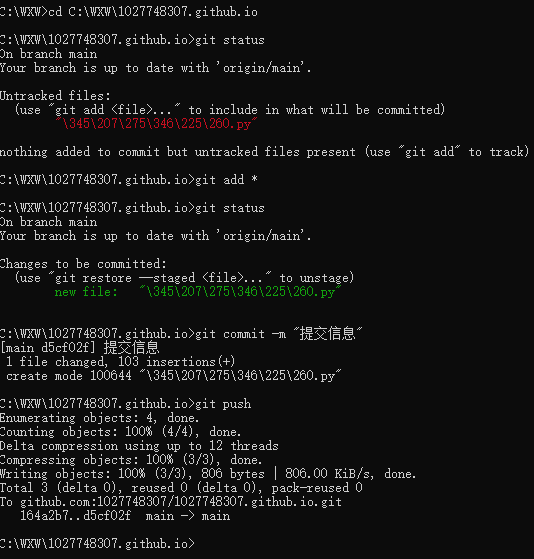 C:\WXW>cd C:\WXW\1027748307.github.io
C:\WXW\1027748307.github.io>git status
On branch main
Your branch is up to date with 'origin/main'.
Untracked files:
(use "git add <file>..." to include in what will be committed)
"\345\207\275\346\225\260.py"
nothing added to commit but untracked files present (use "git add" to track)
C:\WXW\1027748307.github.io>git add *
C:\WXW\1027748307.github.io>git status
On branch main
Your branch is up to date with 'origin/main'.
Changes to be committed:
(use "git restore --staged <file>..." to unstage)
new file:   "\345\207\275\346\225\260.py"
C:\WXW\1027748307.github.io>git commit -m "提交信息"
[main d5cf02f] 提交信息
1 file changed, 103 insertions(+)
create mode 100644 "\345\207\275\346\225\260.py"
C:\WXW\1027748307.github.io>git push
Enumerating objects: 4, done.
Counting objects: 100% (4/4), done.
Delta compression using up to 12 threads
Compressing objects: 100% (3/3), done.
Writing objects: 100% (3/3), 806 bytes | 806.00 KiB/s, done.
Total 3 (delta 0), reused 0 (delta 0), pack-reused 0
To github.com:1027748307/1027748307.github.io.git
164a2b7..d5cf02f  main -> main
C:\WXW\1027748307.github.io>